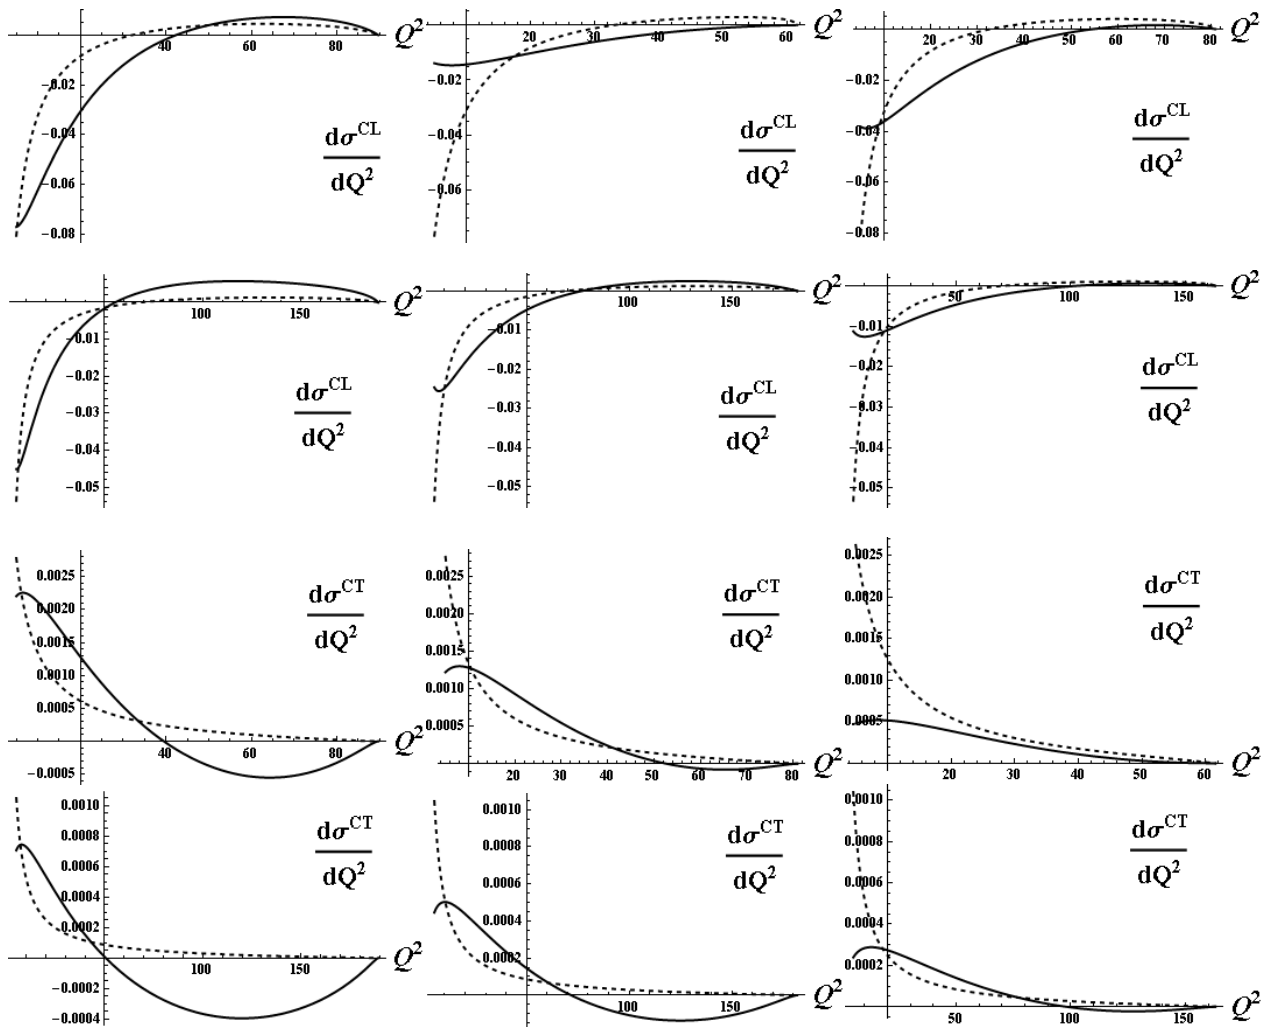 40 60 80 Q²
−0.02
−0.04
−0.06
−0.08
dσ^CL
dQ²
20 30 40 50 60 Q²
−0.02
−0.04
−0.06
dσ^CL
dQ²
20 30 40 50 60 70 80 Q²
−0.02
−0.04
−0.06
−0.08
dσ^CL
dQ²
100 150 Q²
−0.01
−0.02
−0.03
−0.04
−0.05
dσ^CL
dQ²
100 150 Q²
−0.01
−0.02
−0.03
−0.04
−0.05
dσ^CL
dQ²
50 100 150 Q²
−0.01
−0.02
−0.03
−0.04
−0.05
dσ^CL
dQ²
0.0025
0.0020
0.0015
0.0010
0.0005
40 60 80 Q²
−0.0005
dσ^CT
dQ²
0.0025
0.0020
0.0015
0.0010
0.0005
20 30 40 50 60 70 80 Q²
dσ^CT
dQ²
0.0025
0.0020
0.0015
0.0010
0.0005
20 30 40 50 60 Q²
dσ^CT
dQ²
0.0010
0.0008
0.0006
0.0004
0.0002
100 150 Q²
−0.0002
−0.0004
dσ^CT
dQ²
0.0010
0.0008
0.0006
0.0004
0.0002
100 150 Q²
dσ^CT
dQ²
0.0010
0.0008
0.0006
0.0004
0.0002
50 100 150 Q²
dσ^CT
dQ²